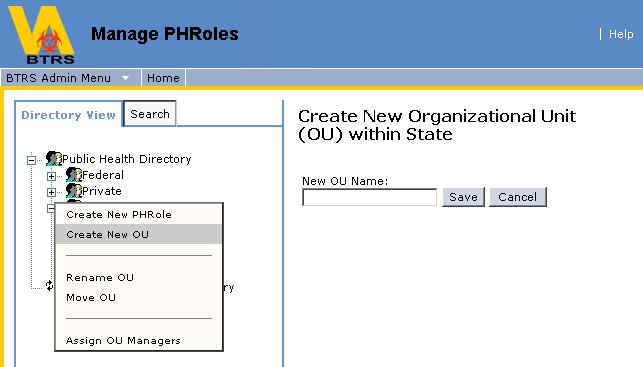 VA
BTRS
Manage PHRoles
| Help
BTRS Admin Menu
Home
Directory View
Search
Public Health Directory
Federal
Private
Create New PHRole
Create New OU
Rename OU
Move OU
ry
Assign OU Managers
Create New Organizational Unit
(OU) within State
New OU Name:
Save
Cancel